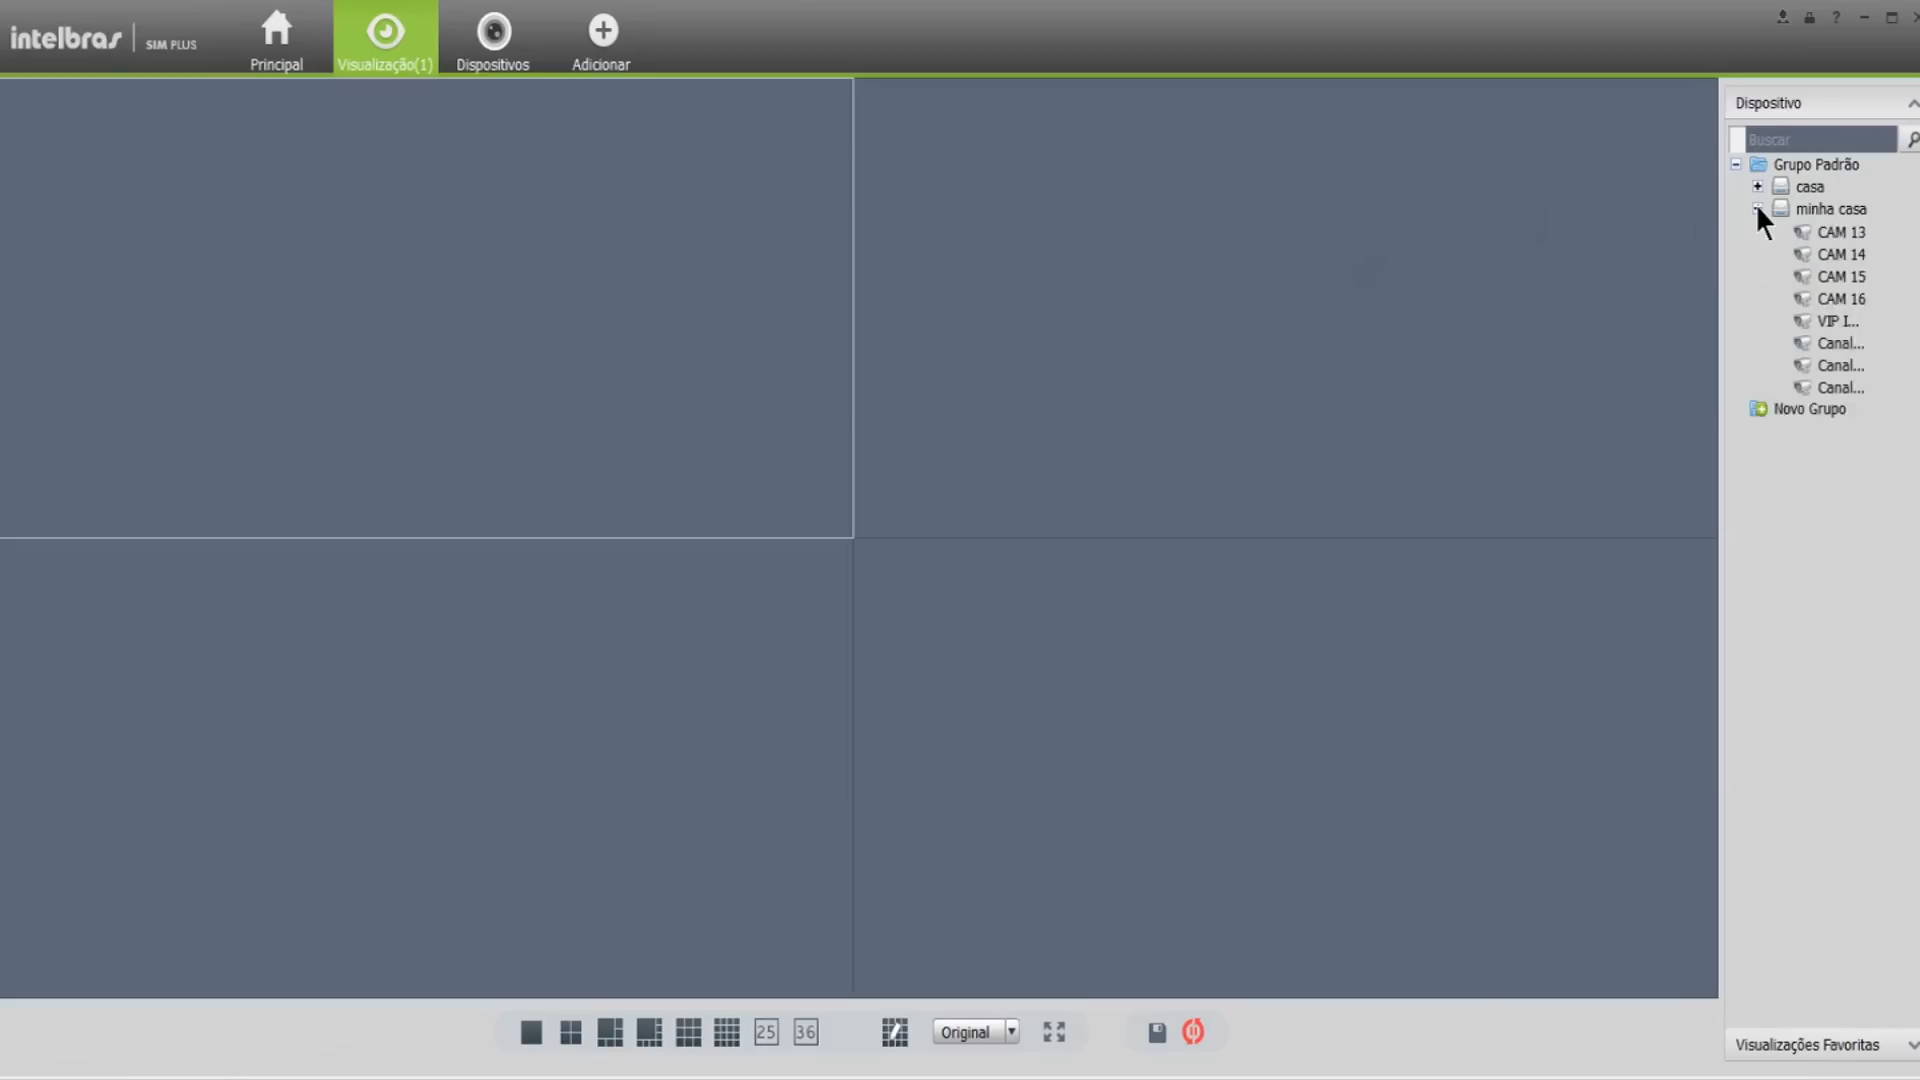 intelbras SIM PLUS
Principal
Visualização(1)
Dispositivos
Adicionar
?
Dispositivo
Buscar
Grupo Padrão
casa
minha casa
CAM 13
CAM 14
CAM 15
CAM 16
VIP I...
Canal...
Canal...
Canal...
Novo Grupo
25 36 Original
Visualizações Favoritas